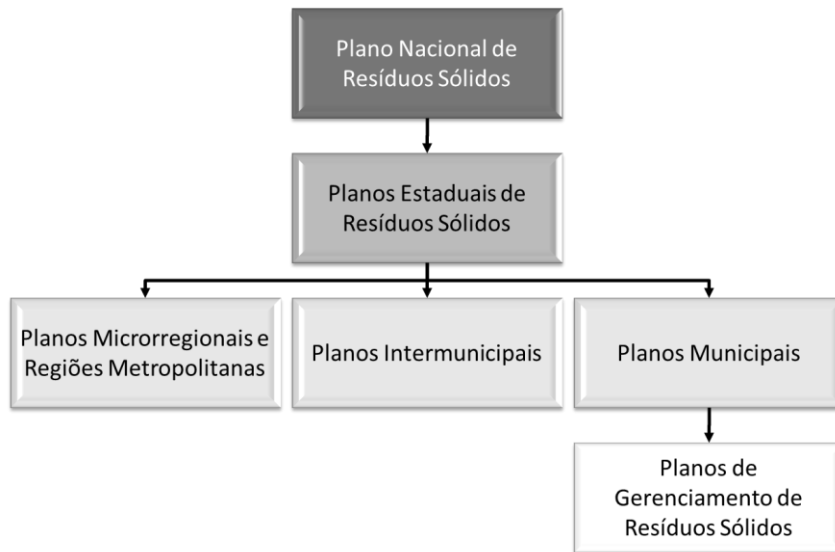 Plano Nacional de
Resíduos Sólidos
Planos Estaduais de
Resíduos Sólidos
Planos Microrregionais e
Regiões Metropolitanas
Planos Intermunicipais
Planos Municipais
Planos de
Gerenciamento de
Resíduos Sólidos